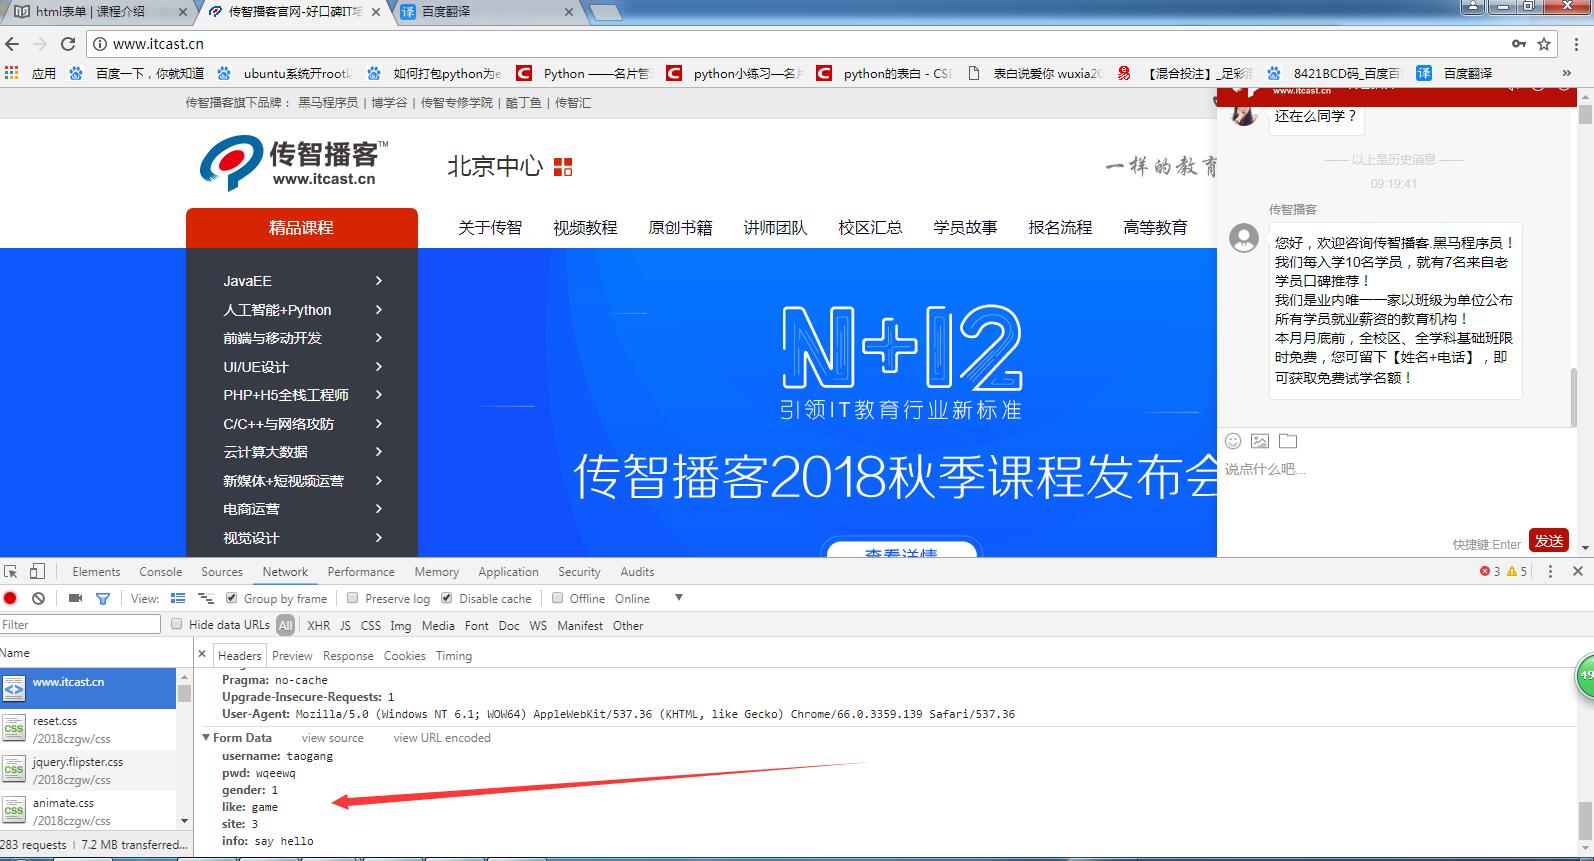 html表单 | 课程介绍
传智播客官网-好口碑IT培
百度翻译
www.itcast.cn
应用
百度一下，你就知道
ubuntu系统开root以
如何打包python为e
Python ——名片管
python小练习—名片
python的表白 - CSD
表白说爱你 wuxia20
【混合投注】_足彩混
8421BCD码_百度百
百度翻译
»
传智播客旗下品牌： 黑马程序员 | 博学谷 | 传智专修学院 | 酷丁鱼 | 传智汇
传智播客™
www.itcast.cn
北京中心
一样的教育
精品课程
关于传智
视频教程
原创书籍
讲师团队
校区汇总
学员故事
报名流程
高等教育
JavaEE
人工智能+Python
前端与移动开发
UI/UE设计
PHP+H5全栈工程师
C/C++与网络攻防
云计算大数据
新媒体+短视频运营
电商运营
视觉设计
N+12
引领IT教育行业新标准
传智播客2018秋季课程发布会
查看详情
www.itcast.cn
还在么同学？
—— 以上是历史消息 ——
09:19:41
传智播客
您好，欢迎咨询传智播客.黑马程序员！
我们每入学10名学员，就有7名来自老
学员口碑推荐！
我们是业内唯一一家以班级为单位公布
所有学员就业薪资的教育机构！
本月月底前，全校区、全学科基础班限
时免费，您可留下【姓名+电话】，即
可获取免费试学名额！
说点什么吧...
快捷键:Enter
发送
Elements Console Sources Network Performance Memory Application Security Audits
3 5
View: Group by frame Preserve log Disable cache Offline Online
Filter
Hide data URLs All XHR JS CSS Img Media Font Doc WS Manifest Other
Name
www.itcast.cn
reset.css
/2018czgw/css
jquery.flipster.css
/2018czgw/css
animate.css
/2018czgw/css
283 requests | 7.2 MB transferred...
Headers Preview Response Cookies Timing
Pragma: no-cache
Upgrade-Insecure-Requests: 1
User-Agent: Mozilla/5.0 (Windows NT 6.1; WOW64) AppleWebKit/537.36 (KHTML, like Gecko) Chrome/66.0.3359.139 Safari/537.36
Form Data view source view URL encoded
username: taogang
pwd: wqeewq
gender: 1
like: game
site: 3
info: say hello
49